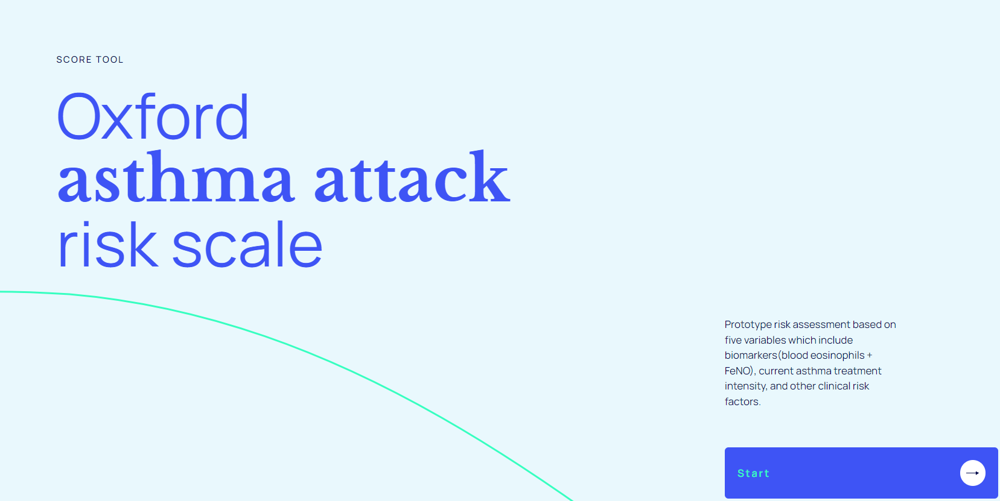 SCORE TOOL
Oxford
asthma attack
risk scale
Prototype risk assessment based on
five variables which include
biomarkers(blood eosinophils +
FeNO), current asthma treatment
intensity, and other clinical risk
factors.
Start